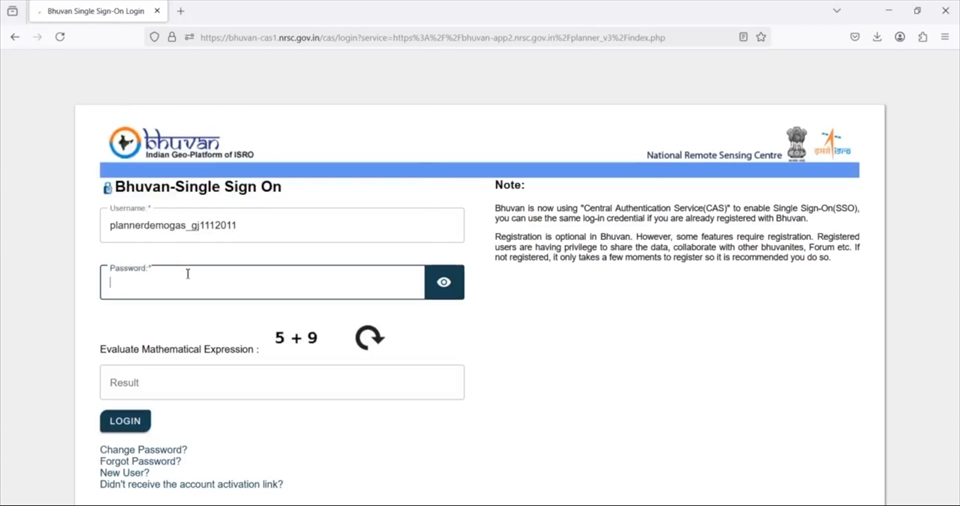 Bhuvan Single Sign-On Login
https://bhuvan-cas1.nrsc.gov.in/cas/login?service=https%3A%2F%2Fbhuvan-app2.nrsc.gov.in%2Fplanner_v3%2Findex.php
bhuvan
Indian Geo-Platform of ISRO
National Remote Sensing Centre
इसरो isro
Bhuvan-Single Sign On
Username:*
plannerdemogas_gj1112011
Password:*
Evaluate Mathematical Expression :
5 + 9
Result
LOGIN
Change Password?
Forgot Password?
New User?
Didn't receive the account activation link?
Note:
Bhuvan is now using "Central Authentication Service(CAS)" to enable Single Sign-On(SSO),
you can use the same log-in credential if you are already registered with Bhuvan.
Registration is optional in Bhuvan. However, some features require registration. Registered
users are having privilege to share the data, collaborate with other bhuvanites, Forum etc. If
not registered, it only takes a few moments to register so it is recommended you do so.